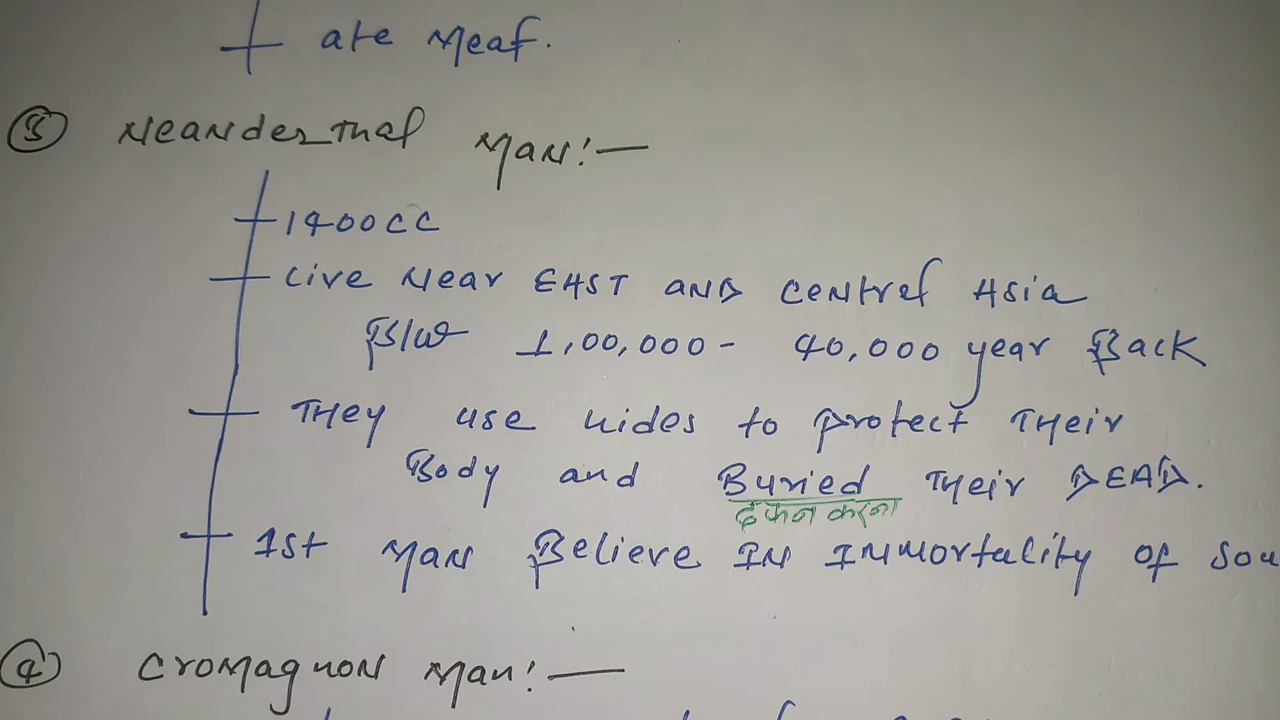 ate Meat.
③ Neanderthal Man:—
1400CC
Live Near EAST AND Central Asia
B/W 1,00,000 - 40,000 year Back
THEY use hides to protect Their
Body and Buried Their DEAD.
दफन करना
1st Man Believe IN Immortality of Sou
④ Cromagnon Man:—